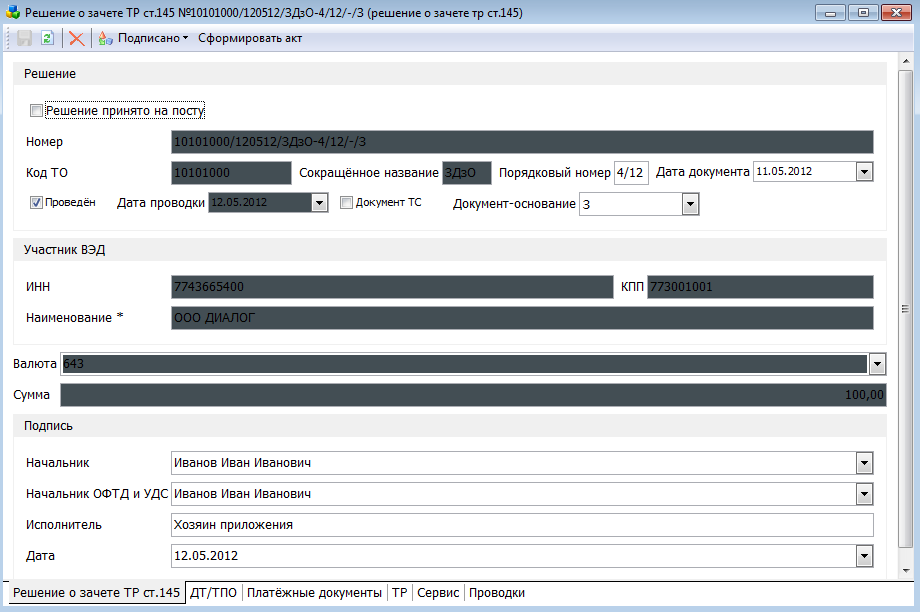 Решение о зачете ТР ст.145 №10101000/120512/ЗДзО-4/12/-/З (решение о зачете тр ст.145)
Подписано Сформировать акт
Решение
Решение принято на посту
Номер 10101000/120512/ЗДзО-4/12/-/З
Код ТО 10101000 Сокращённое название ЗДзО Порядковый номер 4/12 Дата документа 11.05.2012
Проведён Дата проводки 12.05.2012 Документ ТС Документ-основание З
Участник ВЭД
ИНН 7743665400 КПП 773001001
Наименование * ООО ДИАЛОГ
Валюта 643
Сумма 100,00
Подпись
Начальник Иванов Иван Иванович
Начальник ОФТД и УДС Иванов Иван Иванович
Исполнитель Хозяин приложения
Дата 12.05.2012
Решение о зачете ТР ст.145 ДТ/ТПО Платёжные документы ТР Сервис Проводки